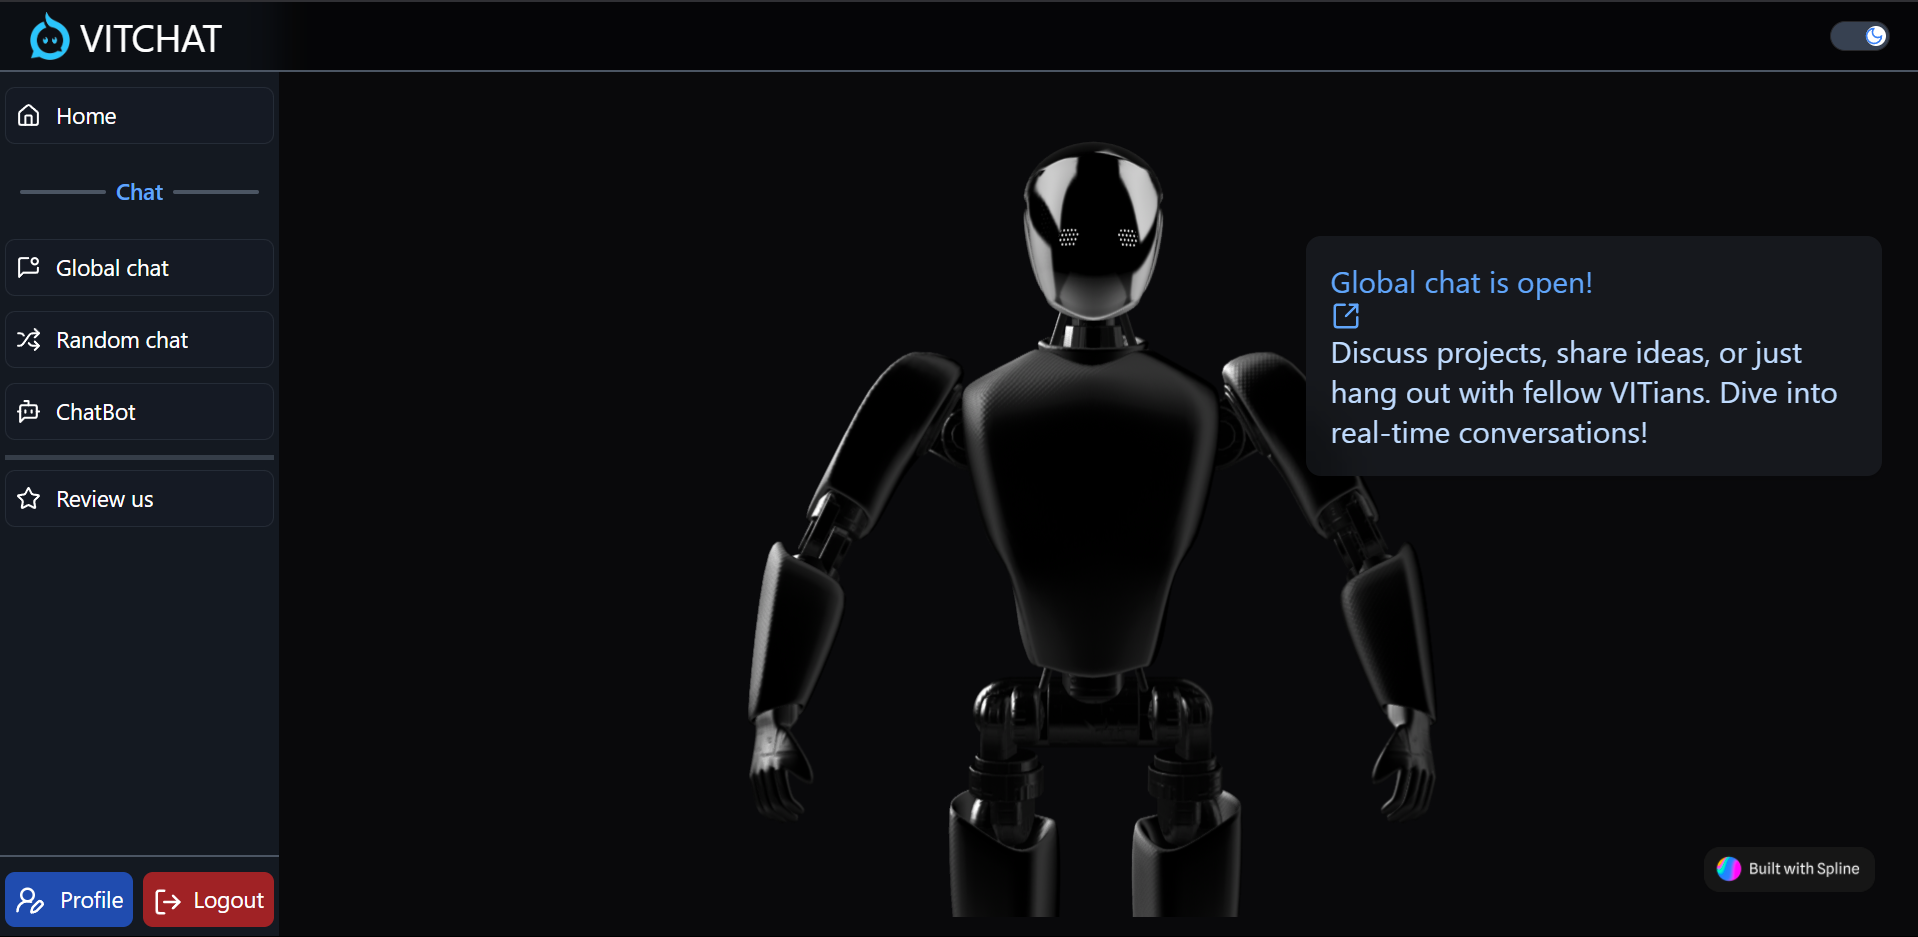 VITCHAT
Home
Chat
Global chat
Random chat
ChatBot
Review us
Profile
Logout
Global chat is open!
Discuss projects, share ideas, or just
hang out with fellow VITians. Dive into
real-time conversations!
Built with Spline